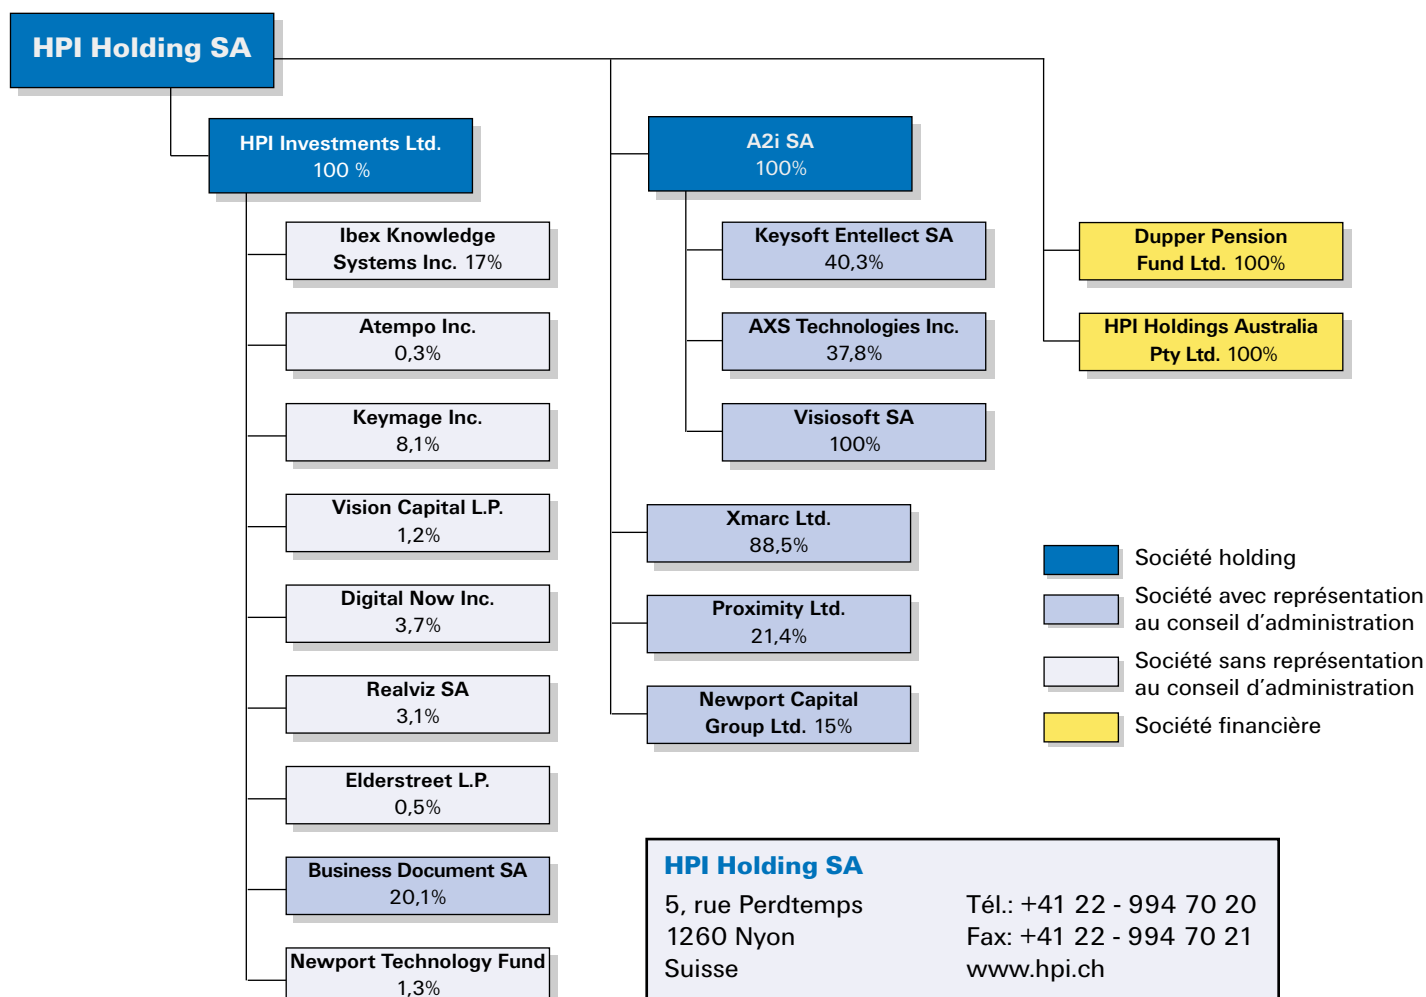 HPI Holding SA
HPI Investments Ltd.
100 %
Ibex Knowledge
Systems Inc. 17%
Atempo Inc.
0,3%
Keymage Inc.
8,1%
Vision Capital L.P.
1,2%
Digital Now Inc.
3,7%
Realviz SA
3,1%
Elderstreet L.P.
0,5%
Business Document SA
20,1%
Newport Technology Fund
1,3%
A2i SA
100%
Keysoft Entellect SA
40,3%
AXS Technologies Inc.
37,8%
Visiosoft SA
100%
Xmarc Ltd.
88,5%
Proximity Ltd.
21,4%
Newport Capital
Group Ltd. 15%
Dupper Pension
Fund Ltd. 100%
HPI Holdings Australia
Pty Ltd. 100%
Société holding
Société avec représentation
au conseil d'administration
Société sans représentation
au conseil d'administration
Société financière
HPI Holding SA
5, rue Perdtemps
1260 Nyon
Suisse
Tél.: +41 22 - 994 70 20
Fax: +41 22 - 994 70 21
www.hpi.ch